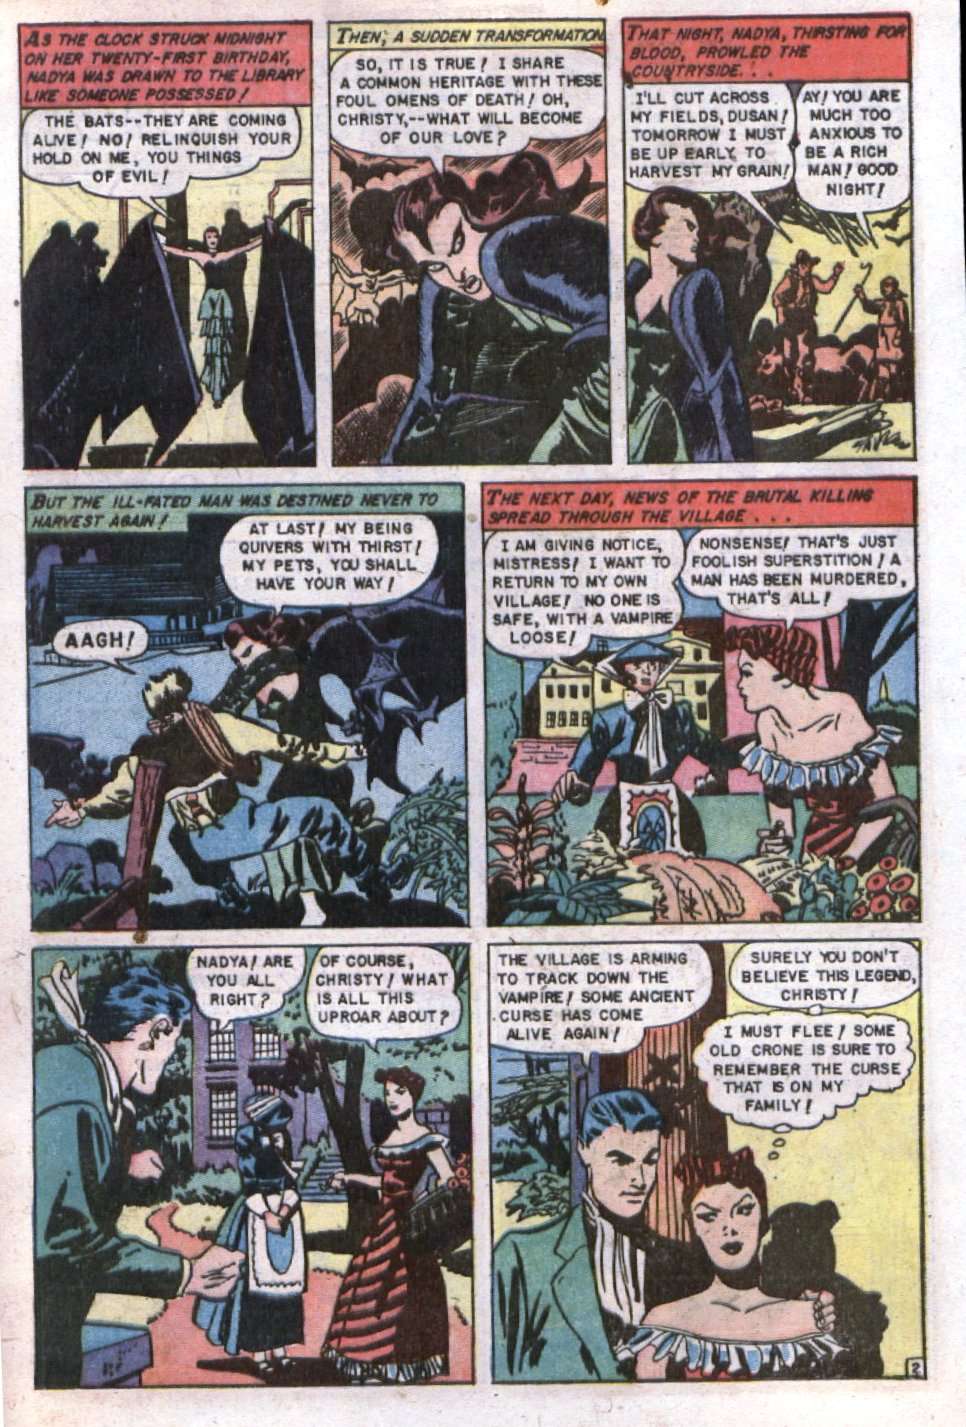 AS THE CLOCK STRUCK MIDNIGHT
ON HER TWENTY-FIRST BIRTHDAY,
NADYA WAS DRAWN TO THE LIBRARY
LIKE SOMEONE POSSESSED!
THE BATS--THEY ARE COMING
ALIVE! NO! RELINQUISH YOUR
HOLD ON ME, YOU THINGS
OF EVIL!
THEN, A SUDDEN TRANSFORMATION
SO, IT IS TRUE! I SHARE
A COMMON HERITAGE WITH THESE
FOUL OMENS OF DEATH! OH,
CHRISTY,--WHAT WILL BECOME
OF OUR LOVE?
THAT NIGHT, NADYA, THIRSTING FOR
BLOOD, PROWLED THE
COUNTRYSIDE...
I'LL CUT ACROSS
MY FIELDS, DUSAN!
TOMORROW I MUST
BE UP EARLY TO
HARVEST MY GRAIN!
AY! YOU ARE
MUCH TOO
ANXIOUS TO
BE A RICH
MAN! GOOD
NIGHT!
BUT THE ILL-FATED MAN WAS DESTINED NEVER TO
HARVEST AGAIN!
AT LAST! MY BEING
QUIVERS WITH THIRST!
MY PETS, YOU SHALL
HAVE YOUR WAY!
AAGH!
THE NEXT DAY, NEWS OF THE BRUTAL KILLING
SPREAD THROUGH THE VILLAGE...
I AM GIVING NOTICE,
MISTRESS! I WANT TO
RETURN TO MY OWN
VILLAGE! NO ONE IS
SAFE, WITH A VAMPIRE
LOOSE!
NONSENSE! THAT'S JUST
FOOLISH SUPERSTITION! A
MAN HAS BEEN MURDERED,
THAT'S ALL!
NADYA! ARE
YOU ALL
RIGHT?
OF COURSE,
CHRISTY! WHAT
IS ALL THIS
UPROAR ABOUT?
THE VILLAGE IS ARMING
TO TRACK DOWN THE
VAMPIRE! SOME ANCIENT
CURSE HAS COME
ALIVE AGAIN!
SURELY YOU DON'T
BELIEVE THIS LEGEND,
CHRISTY!
I MUST FLEE! SOME
OLD CRONE IS SURE TO
REMEMBER THE CURSE
THAT IS ON MY
FAMILY!
2